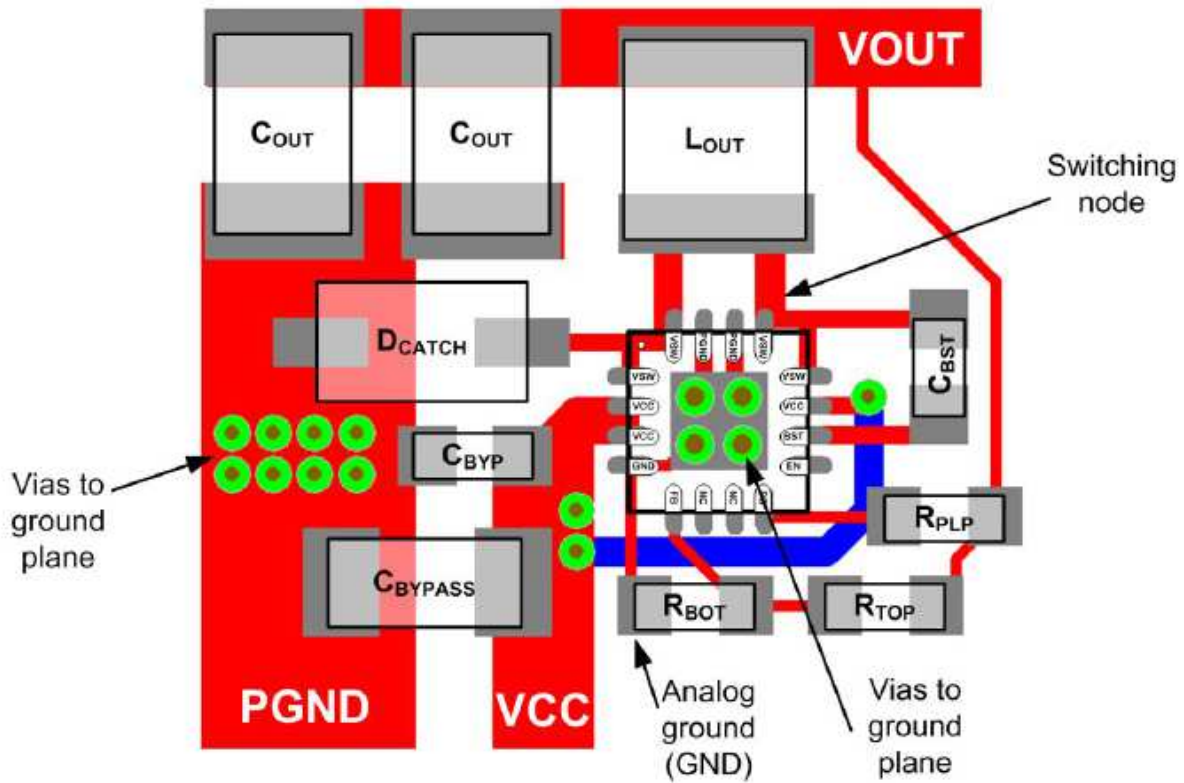 VOUT
COUT
COUT
LOUT
Switching
node
DCATCH
CBST
VSW
PGND
PGND
VSW
VSW
VSW
VCC
VCC
VCC
BST
GND
EN
FB
NC
NC
CBYP
Vias to
ground
plane
RPLP
CBYPASS
RBOT
RTOP
PGND
VCC
Analog
ground
(GND)
Vias to
ground
plane